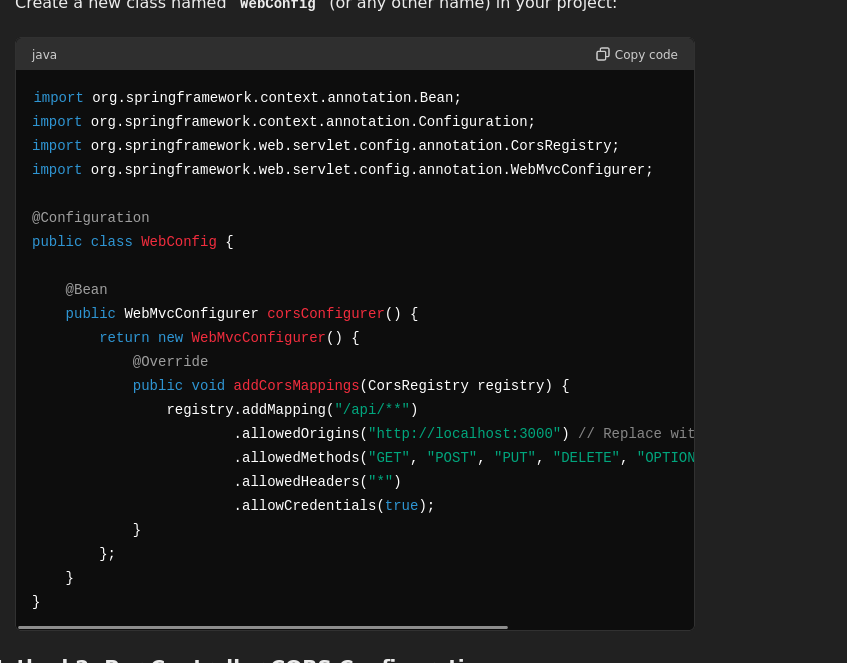 Create a new class named WebConfig (or any other name) in your project:
java
Copy code
import org.springframework.context.annotation.Bean;
import org.springframework.context.annotation.Configuration;
import org.springframework.web.servlet.config.annotation.CorsRegistry;
import org.springframework.web.servlet.config.annotation.WebMvcConfigurer;

@Configuration
public class WebConfig {

    @Bean
    public WebMvcConfigurer corsConfigurer() {
        return new WebMvcConfigurer() {
            @Override
            public void addCorsMappings(CorsRegistry registry) {
                registry.addMapping("/api/**")
                        .allowedOrigins("http://localhost:3000") // Replace wit
                        .allowedMethods("GET", "POST", "PUT", "DELETE", "OPTION
                        .allowedHeaders("*")
                        .allowCredentials(true);
            }
        };
    }
}